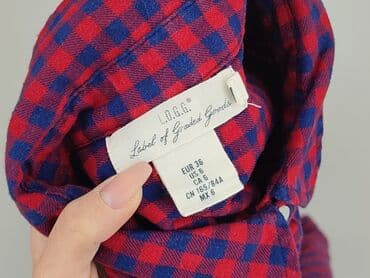 L.O.G.G.®
Label of Graded Goods
EUR 36
US 6
CA 6
CN 165/84A
MX 6